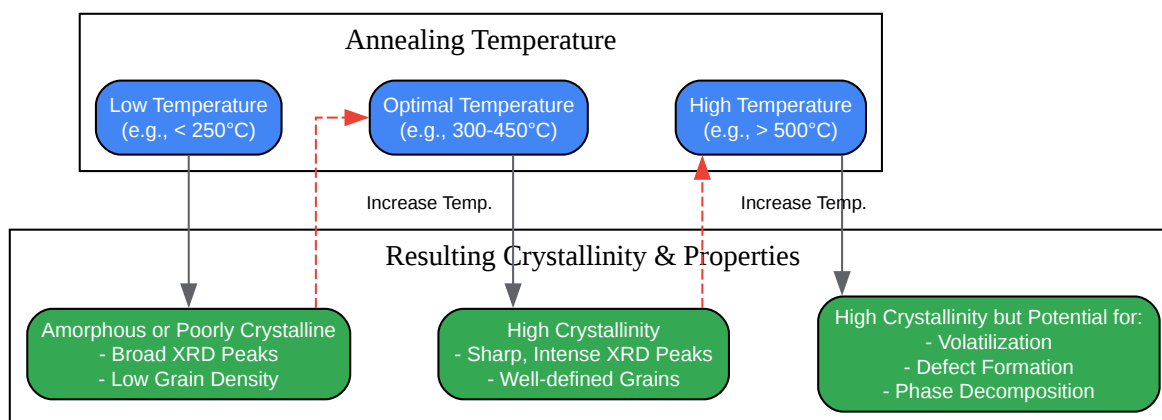 Annealing Temperature
Low Temperature
(e.g., < 250°C)
Optimal Temperature
(e.g., 300-450°C)
High Temperature
(e.g., > 500°C)
Increase Temp.
Increase Temp.
Resulting Crystallinity & Properties
Amorphous or Poorly Crystalline
- Broad XRD Peaks
- Low Grain Density
High Crystallinity
- Sharp, Intense XRD Peaks
- Well-defined Grains
High Crystallinity but Potential for:
- Volatilization
- Defect Formation
- Phase Decomposition